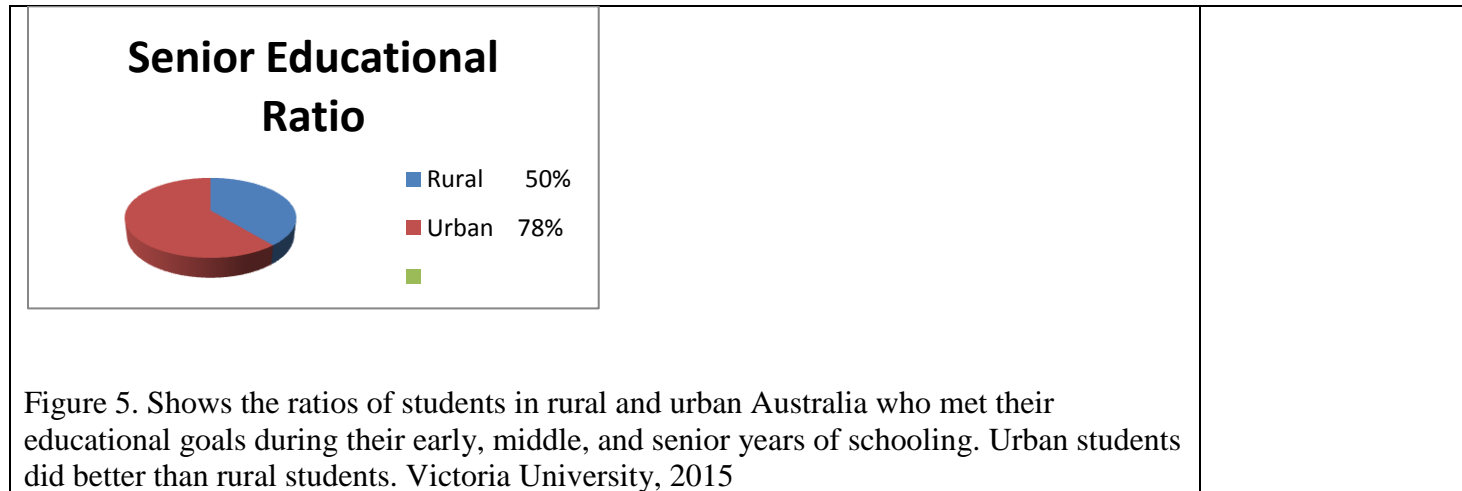 Senior Educational
Ratio
Rural 50%
Urban 78%
Figure 5. Shows the ratios of students in rural and urban Australia who met their
educational goals during their early, middle, and senior years of schooling. Urban students
did better than rural students. Victoria University, 2015